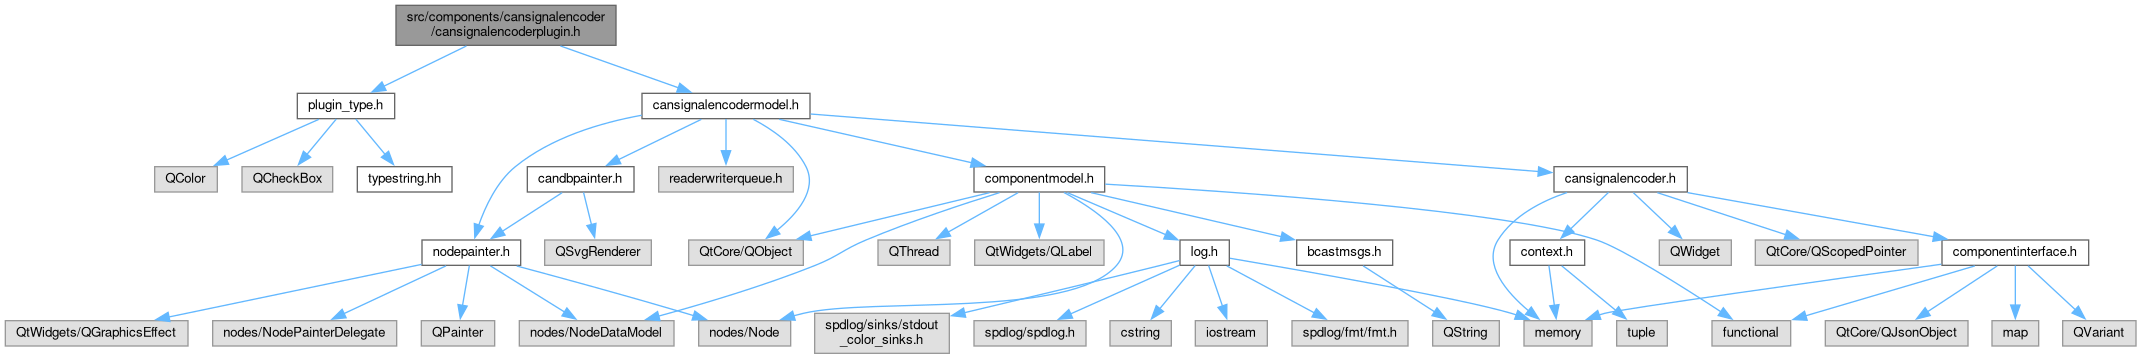 src/components/cansignalencoder
/cansignalencoderplugin.h
plugin_type.h
cansignalencodermodel.h
QColor
QCheckBox
typestring.hh
candbpainter.h
readerwriterqueue.h
componentmodel.h
cansignalencoder.h
nodepainter.h
QSvgRenderer
QtCore/QObject
QThread
QtWidgets/QLabel
log.h
bcastmsgs.h
context.h
QWidget
QtCore/QScopedPointer
componentinterface.h
QtWidgets/QGraphicsEffect
nodes/NodePainterDelegate
QPainter
nodes/NodeDataModel
nodes/Node
spdlog/sinks/stdout
_color_sinks.h
spdlog/spdlog.h
cstring
iostream
spdlog/fmt/fmt.h
QString
memory
tuple
functional
QtCore/QJsonObject
map
QVariant